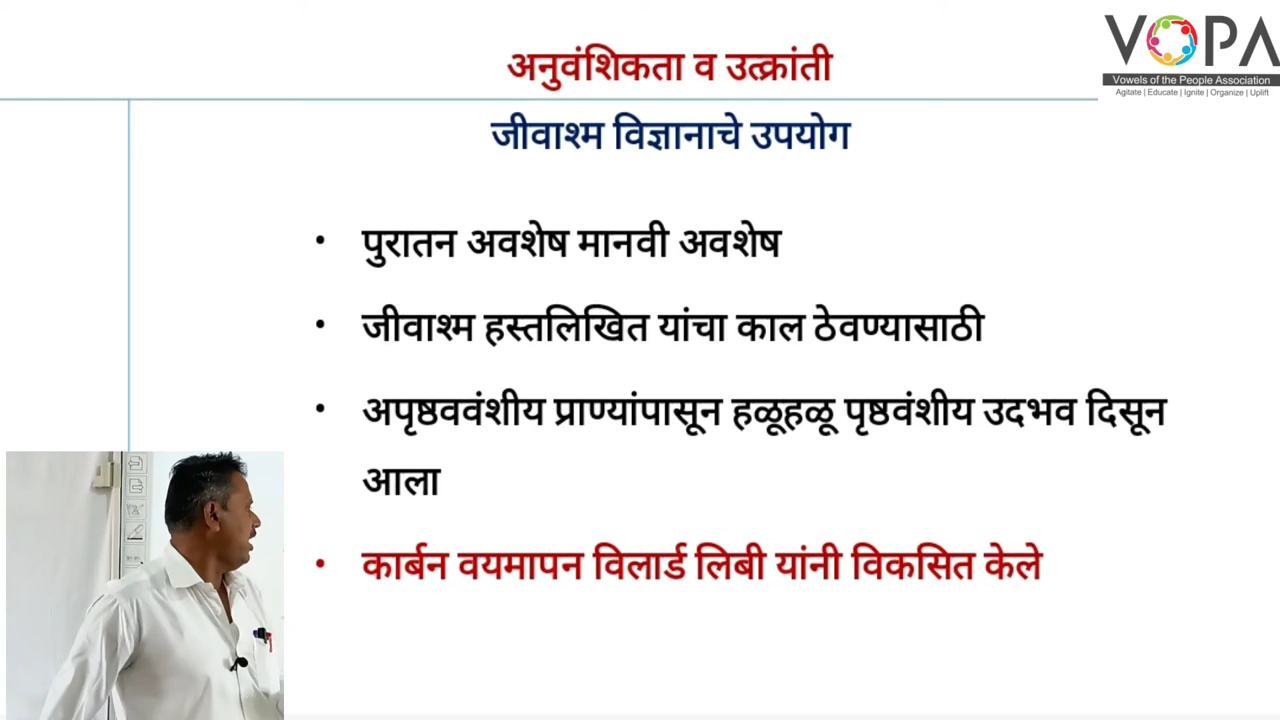 VOPA
Vowels of the People Association
Agitate | Educate | Ignite | Organize | Uplift
अनुवंशिकता व उत्क्रांती
जीवाश्म विज्ञानाचे उपयोग
• पुरातन अवशेष मानवी अवशेष
• जीवाश्म हस्तलिखित यांचा काल ठेवण्यासाठी
• अपृष्ठववंशीय प्राण्यांपासून हळूहळू पृष्ठवंशीय उदभव दिसून
आला
• कार्बन वयमापन विलार्ड लिबी यांनी विकसित केले